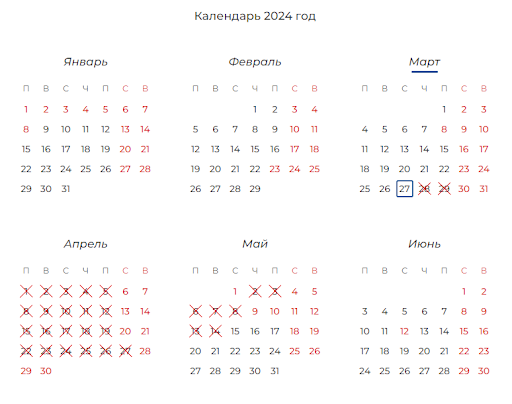 Календарь 2024 год
Январь Февраль Март
П В С Ч П С В П В С Ч П С В П В С Ч П С В
1 2 3 4 5 6 7 1 2 3 4 1 2 3
8 9 10 11 12 13 14 5 6 7 8 9 10 11 4 5 6 7 8 9 10
15 16 17 18 19 20 21 12 13 14 15 16 17 18 11 12 13 14 15 16 17
22 23 24 25 26 27 28 19 20 21 22 23 24 25 18 19 20 21 22 23 24
29 30 31 26 27 28 29 25 26 27 28 29 30 31
Апрель Май Июнь
П В С Ч П С В П В С Ч П С В П В С Ч П С В
1 2 3 4 5 6 7 1 2 3 4 5 1 2
8 9 10 11 12 13 14 6 7 8 9 10 11 12 3 4 5 6 7 8 9
15 16 17 18 19 20 21 13 14 15 16 17 18 19 10 11 12 13 14 15 16
22 23 24 25 26 27 28 20 21 22 23 24 25 26 17 18 19 20 21 22 23
29 30 27 28 29 30 31 24 25 26 27 28 29 30